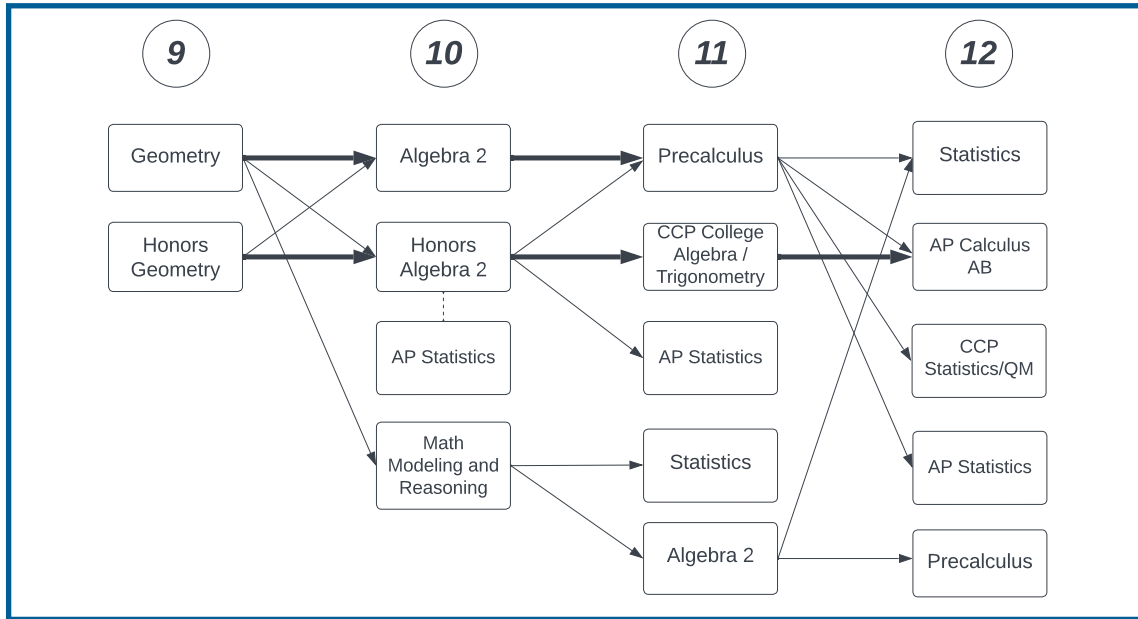 9
10
11
12
Geometry
Algebra 2
Precalculus
Statistics
Honors
Geometry
Honors
Algebra 2
CCP College
Algebra /
Trigonometry
AP Calculus
AB
AP Statistics
AP Statistics
CCP
Statistics/QM
Math
Modeling and
Reasoning
Statistics
AP Statistics
Algebra 2
Precalculus